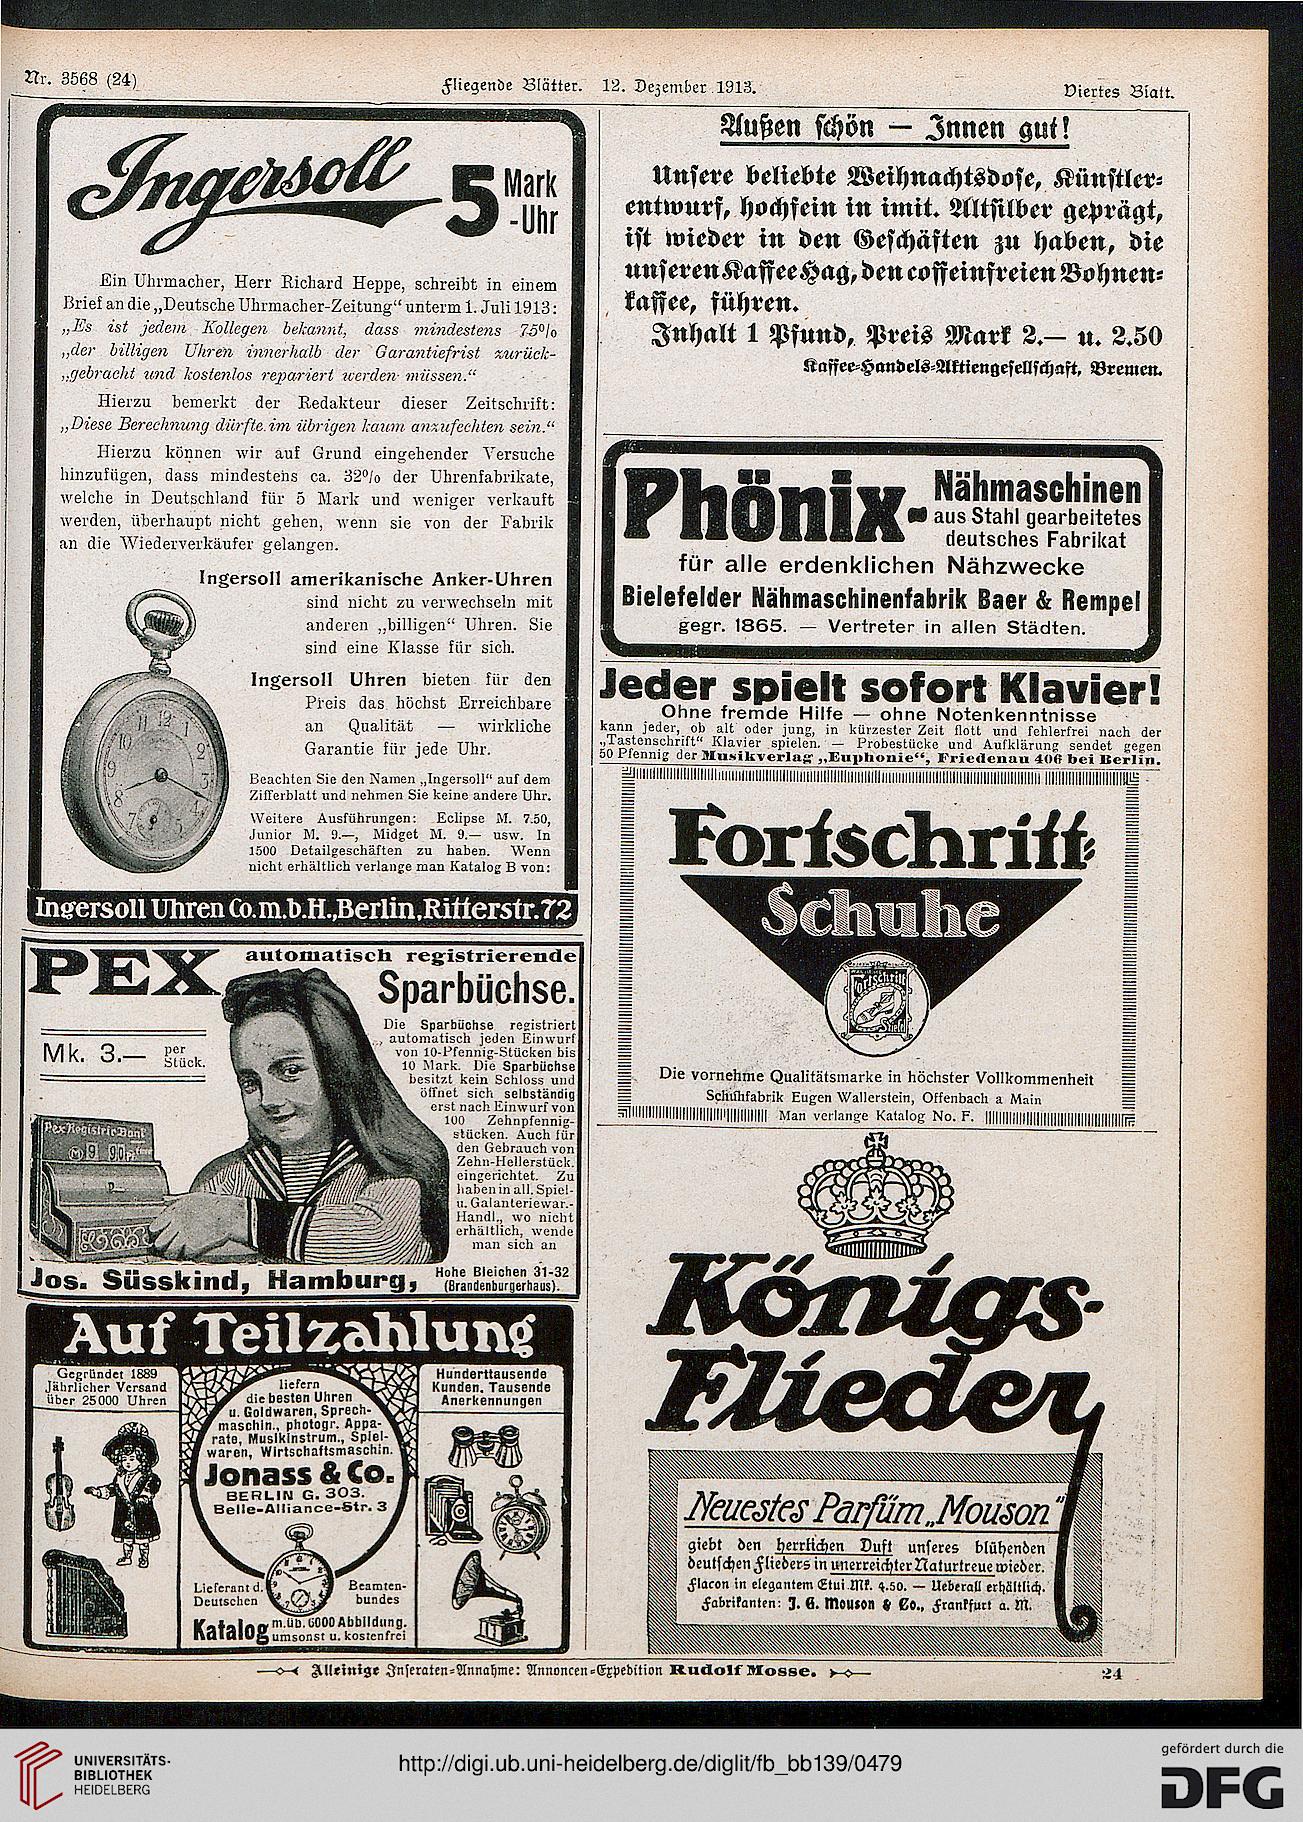 Nr. 3568 (24)
Fliegende Blätter. 12. Dezember 1913.
Viertes Blatt.
Ingersoll
5 Mark
-Uhr
Ein Uhrmacher, Herr Richard Heppe, schreibt in einem
Brief an die „Deutsche Uhrmacher-Zeitung“ unterm 1. Juli 1913:
„Es ist jedem Kollegen bekannt, dass mindestens 75%
„der billigen Uhren innerhalb der Garantiefrist zurück-
„gebracht und kostenlos repariert werden müssen.“
Hierzu bemerkt der Redakteur dieser Zeitschrift:
„Diese Berechnung dürfte im übrigen kaum anzufechten sein.“
Hierzu können wir auf Grund eingehender Versuche
hinzufügen, dass mindestens ca. 32% der Uhrenfabrikate,
welche in Deutschland für 5 Mark und weniger verkauft
werden, überhaupt nicht gehen, wenn sie von der Fabrik
an die Wiederverkäufer gelangen.
Ingersoll amerikanische Anker-Uhren
sind nicht zu verwechseln mit
anderen „billigen“ Uhren. Sie
sind eine Klasse für sich.
Ingersoll Uhren bieten für den
Preis das höchst Erreichbare
an Qualität — wirkliche
Garantie für jede Uhr.
Beachten Sie den Namen „Ingersoll“ auf dem
Zifferblatt und nehmen Sie keine andere Uhr.
Weitere Ausführungen: Eclipse M. 7.50,
Junior M. 9.—, Midget M. 9.— usw. In
1500 Detailgeschäften zu haben. Wenn
nicht erhältlich verlange man Katalog B von:
Ingersoll Uhren Co.m.b.H.,Berlin,Ritterstr.72
PEX
automatisch registrierende
Sparbüchse.
Mk. 3.— per
Stück.
Die Sparbüchse registriert
automatisch jeden Einwurf
von 10-Pfennig-Stücken bis
10 Mark. Die Sparbüchse
besitzt kein Schloss und
öffnet sich selbständig
erst nach Einwurf von
100 Zehnpfennig-
stücken. Auch für
den Gebrauch von
Zehn-Hellerstück.
eingerichtet. Zu
haben in all. Spiel-
u. Galanteriewar.-
Handl., wo nicht
erhältlich, wende
man sich an
Pex Registric Bank
Jos. Süsskind, Hamburg,
Hohe Bleichen 31-32
(Brandenburgerhaus).
Auf Teilzahlung
Gegründet 1889
Jährlicher Versand
über 25000 Uhren
liefern
die besten Uhren
u. Goldwaren, Sprech-
maschin., photogr. Appa-
rate, Musikinstrum., Spiel-
waren, Wirtschaftsmaschin.
Jonass & Co.
BERLIN G. 303.
Belle-Alliance-Str. 3
Lieferant d.
Deutschen
Beamten-
bundes
Katalog m. üb. 6000 Abbildung.
umsonst u. kostenfrei
Hunderttausende
Kunden. Tausende
Anerkennungen
Außen schön — Innen gut!
Unsere beliebte Weihnachtsdose, Künstler-
entwurf, hochfein in imit. Altsilber geprägt,
ist wieder in den Geschäften zu haben, die
unseren Kaffee Hag, den coffeinfreien Bohnen-
kaffee, führen.
Inhalt 1 Pfund, Preis Mark 2.— u. 2.50
Kaffee-Handels-Aktiengesellschaft, Bremen.
Phönix-
Nähmaschinen
aus Stahl gearbeitetes
deutsches Fabrikat
für alle erdenklichen Nähzwecke
Bielefelder Nähmaschinenfabrik Baer & Rempel
gegr. 1865. — Vertreter in allen Städten.
Jeder spielt sofort Klavier!
Ohne fremde Hilfe — ohne Notenkenntnisse
kann jeder, ob alt oder jung, in kürzester Zeit flott und fehlerfrei nach der
„Tastenschrift“ Klavier spielen. — Probestücke und Aufklärung sendet gegen
50 Pfennig der Musikverlag „Euphonie“, Friedenau 406 bei Berlin.
Fortschritt-
Schuhe
Fortschritt
Stiefel
Die vornehme Qualitätsmarke in höchster Vollkommenheit
Schuhfabrik Eugen Wallerstein, Offenbach a Main
Man verlange Katalog No. F.
Königs-
Flieder
Neuestes Parfüm „Mouson“
giebt den herrlichen Duft unseres blühenden
deutschen Flieders in unerreichter Naturtreue wieder.
Flacon in elegantem Etui Mk. 4.50. — Ueberall erhältlich.
Fabrikanten: J. G. Mouson & Co., Frankfurt a. M.
Alleinige Inseraten-Annahme: Annoncen-Expedition Rudolf Mosse.
24
UNIVERSITÄTS-
BIBLIOTHEK
HEIDELBERG
http://digi.ub.uni-heidelberg.de/diglit/fb_bb139/0479
gefördert durch die
DFG